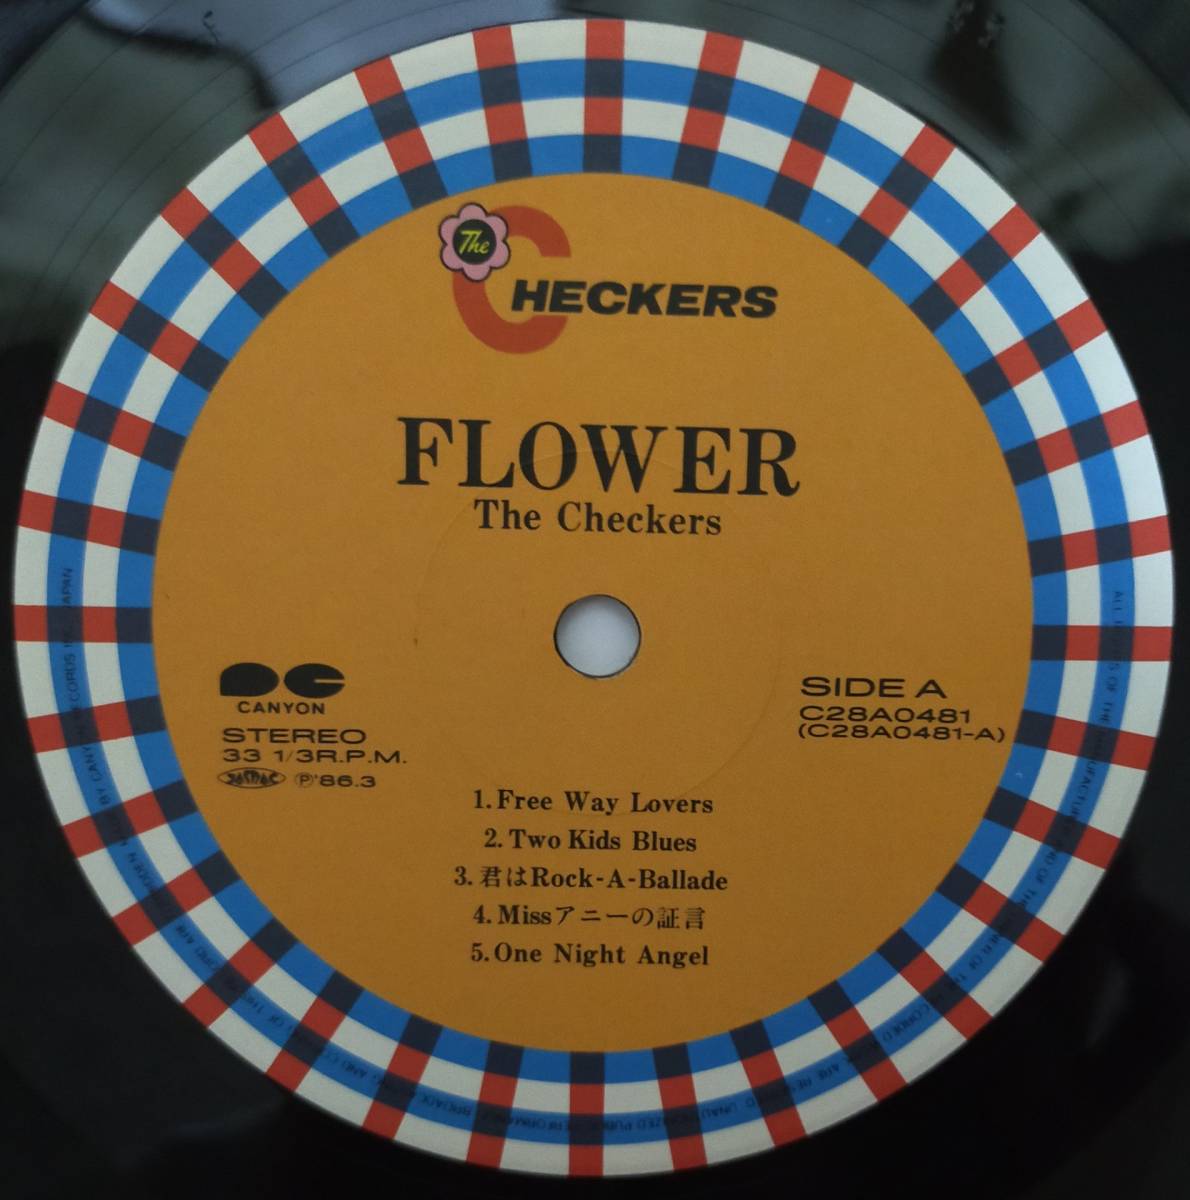 The
CHECKERS
FLOWER
The Checkers
CANYON
STEREO
33 1/3R.P.M.
℗'86.3
SIDE A
C28A0481
(C28A0481-A)
1.Free Way Lovers
2.Two Kids Blues
3.君はRock-A-Ballade
4.Missアニーの証言
5.One Night Angel